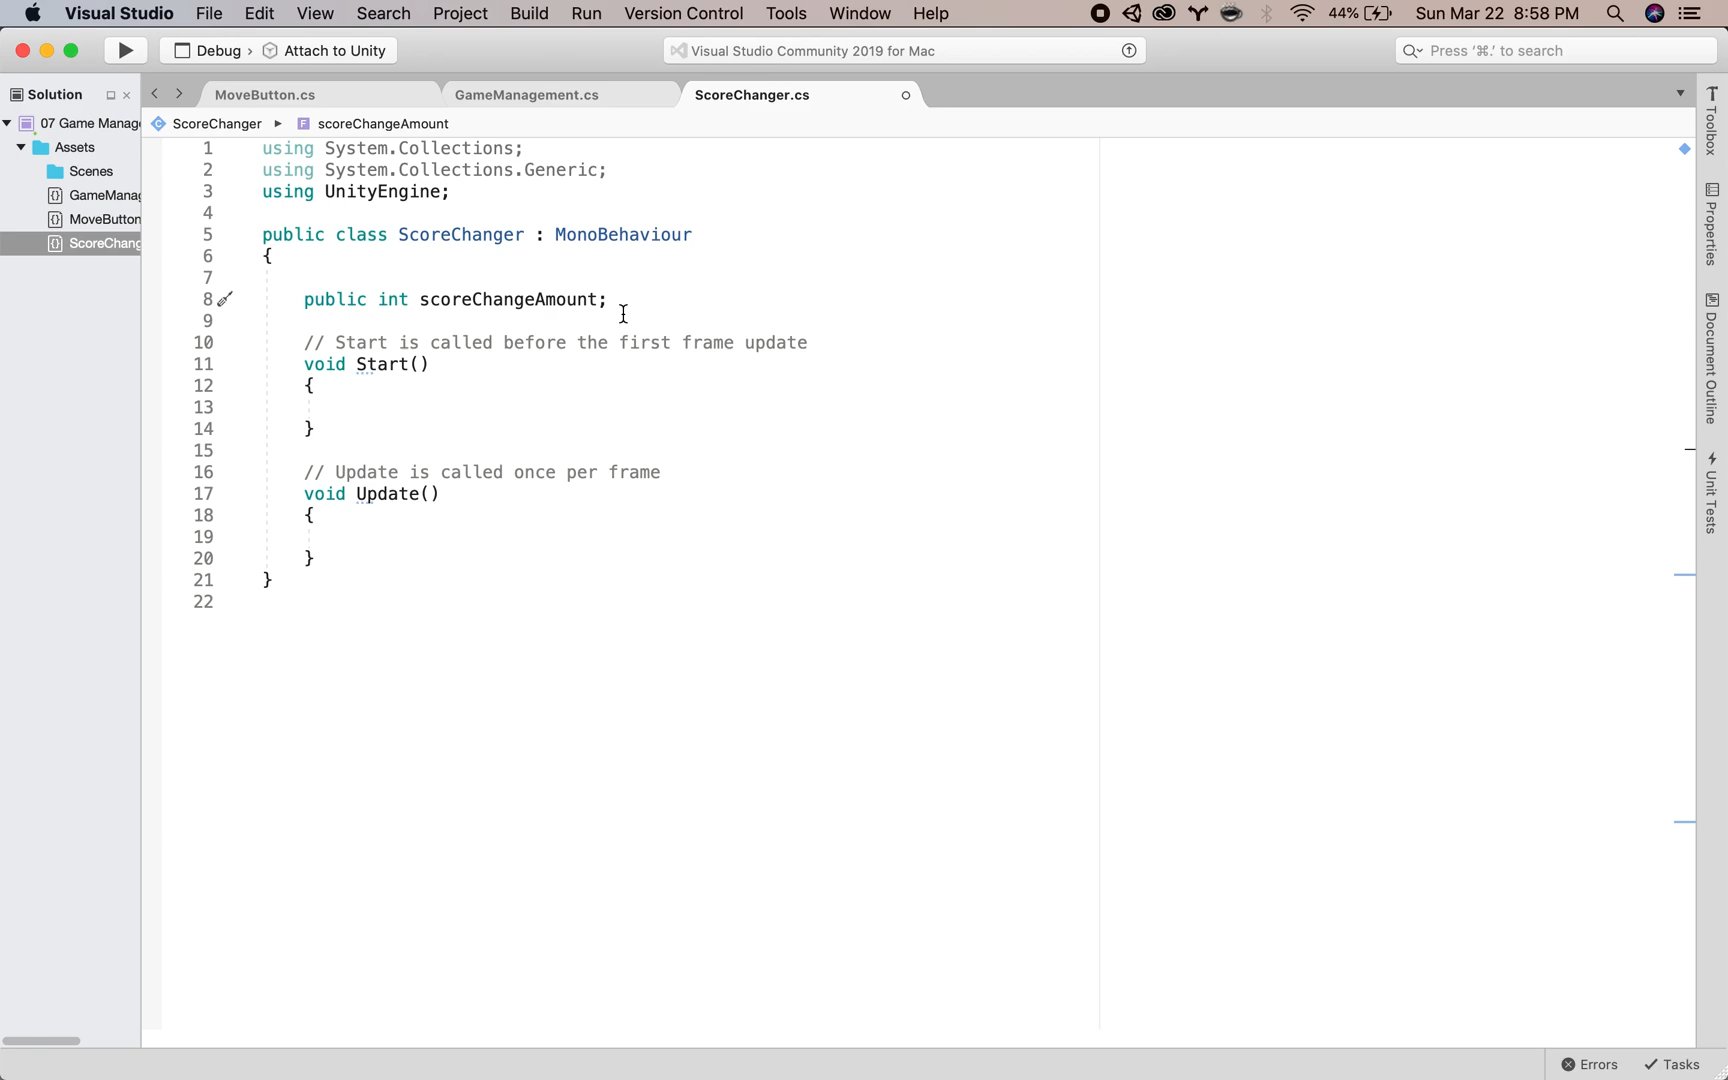 Visual Studio File Edit View Search Project Build Run Version Control Tools Window Help 44% Sun Mar 22 8:58 PM
Debug › Attach to Unity Visual Studio Community 2019 for Mac Press ‘⌘.’ to search
Solution MoveButton.cs GameManagement.cs ScoreChanger.cs
07 Game Manag ScoreChanger ▸ scoreChangeAmount
Assets
Scenes
GameManag
MoveButton
ScoreChang
1 using System.Collections;
2 using System.Collections.Generic;
3 using UnityEngine;
4
5 public class ScoreChanger : MonoBehaviour
6 {
7
8 public int scoreChangeAmount;
9
10 // Start is called before the first frame update
11 void Start()
12 {
13
14 }
15
16 // Update is called once per frame
17 void Update()
18 {
19
20 }
21 }
22
Toolbox
Properties
Document Outline
Unit Tests
Errors Tasks